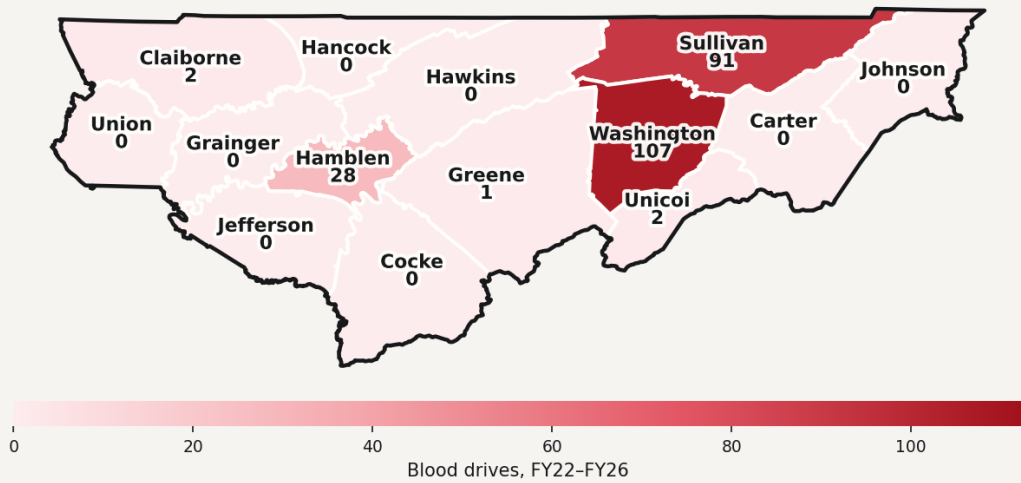 Claiborne
2
Hancock
0
Hawkins
0
Sullivan
91
Johnson
0
Union
0
Grainger
0
Hamblen
28
Greene
1
Washington
107
Carter
0
Unicoi
2
Jefferson
0
Cocke
0
0 20 40 60 80 100
Blood drives, FY22–FY26